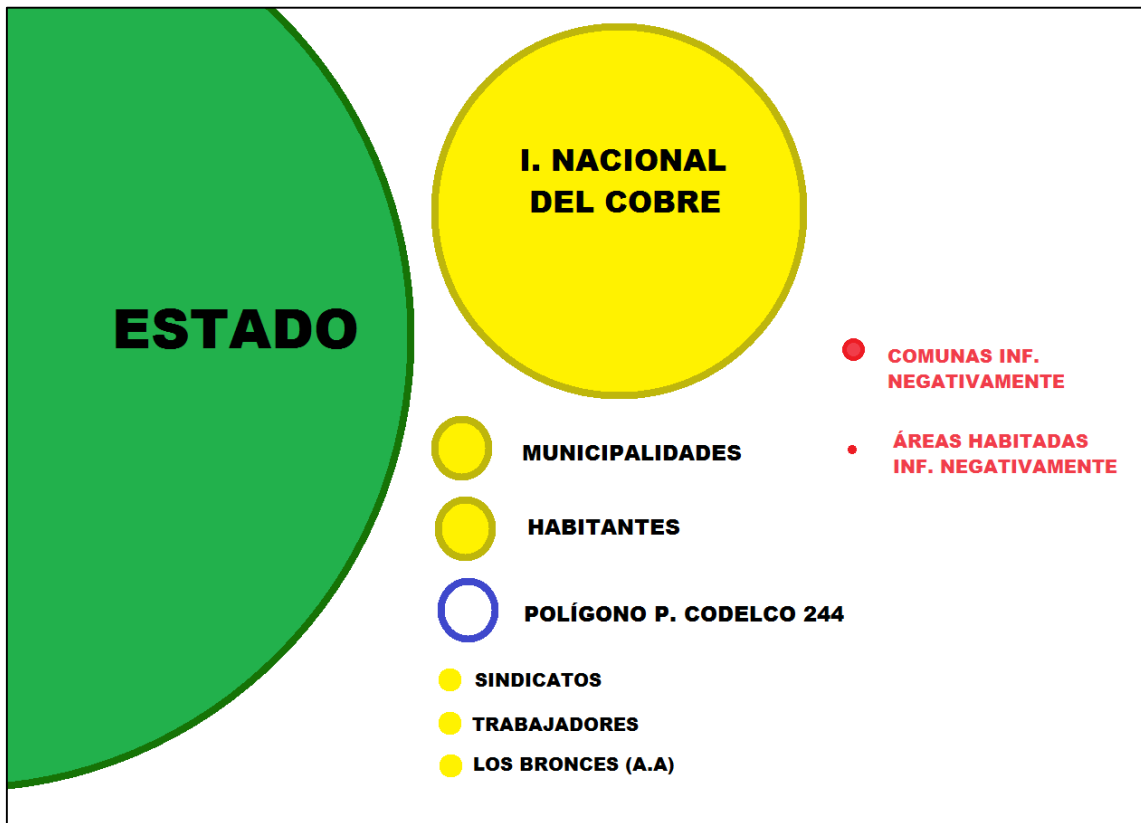 ESTADO
I. NACIONAL
DEL COBRE
MUNICIPALIDADES
HABITANTES
POLÍGONO P. CODELCO 244
SINDICATOS
TRABAJADORES
LOS BRONCES (A.A)
COMUNAS INF.
NEGATIVAMENTE
ÁREAS HABITADAS
INF. NEGATIVAMENTE